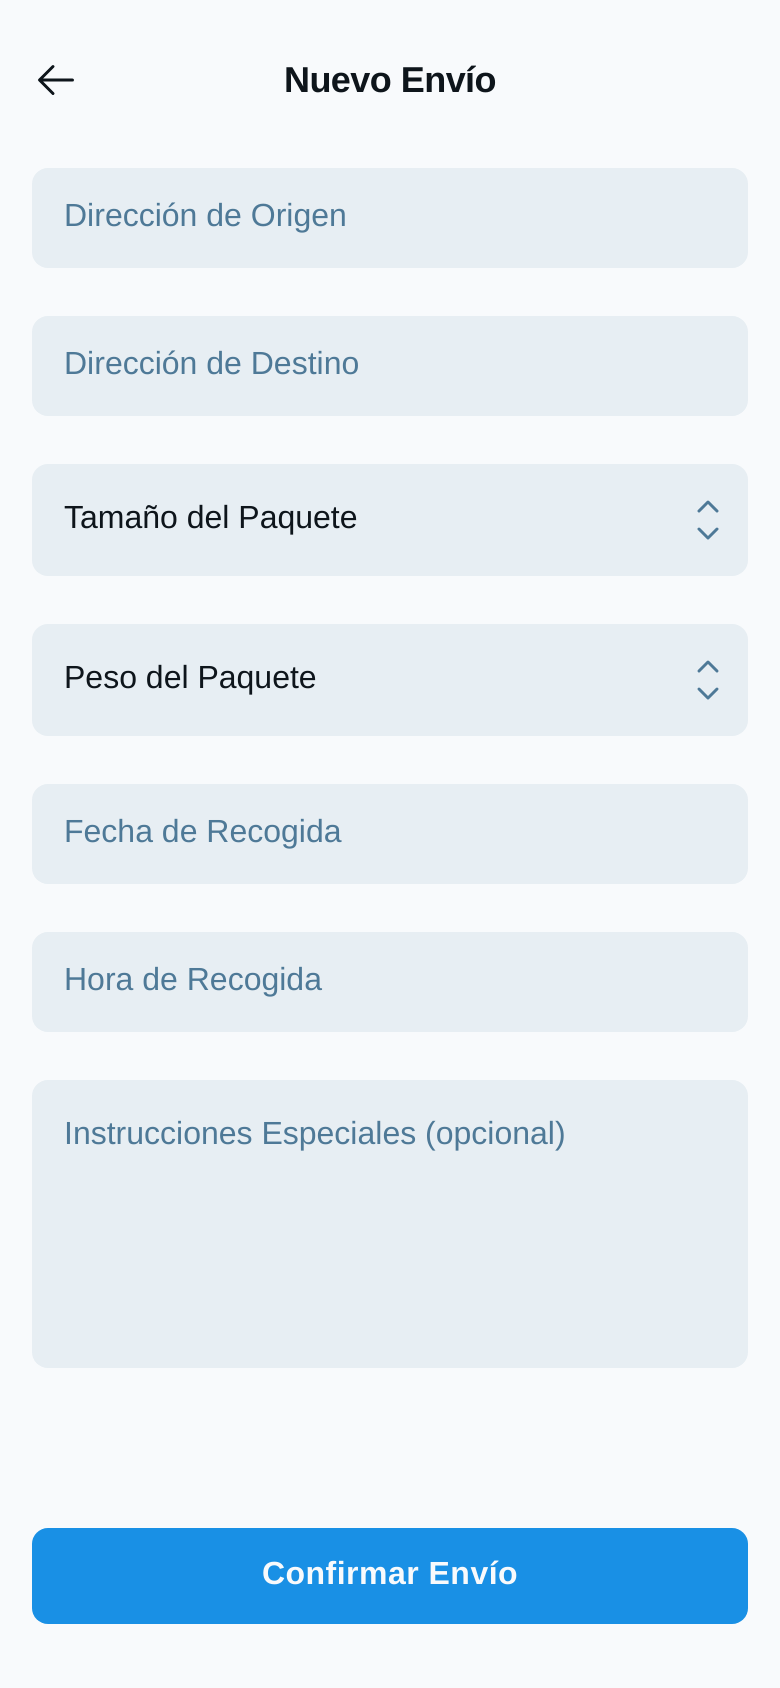 Nuevo Envío
Dirección de Origen
Dirección de Destino
Tamaño del Paquete
Peso del Paquete
Fecha de Recogida
Hora de Recogida
Instrucciones Especiales (opcional)
Confirmar Envío